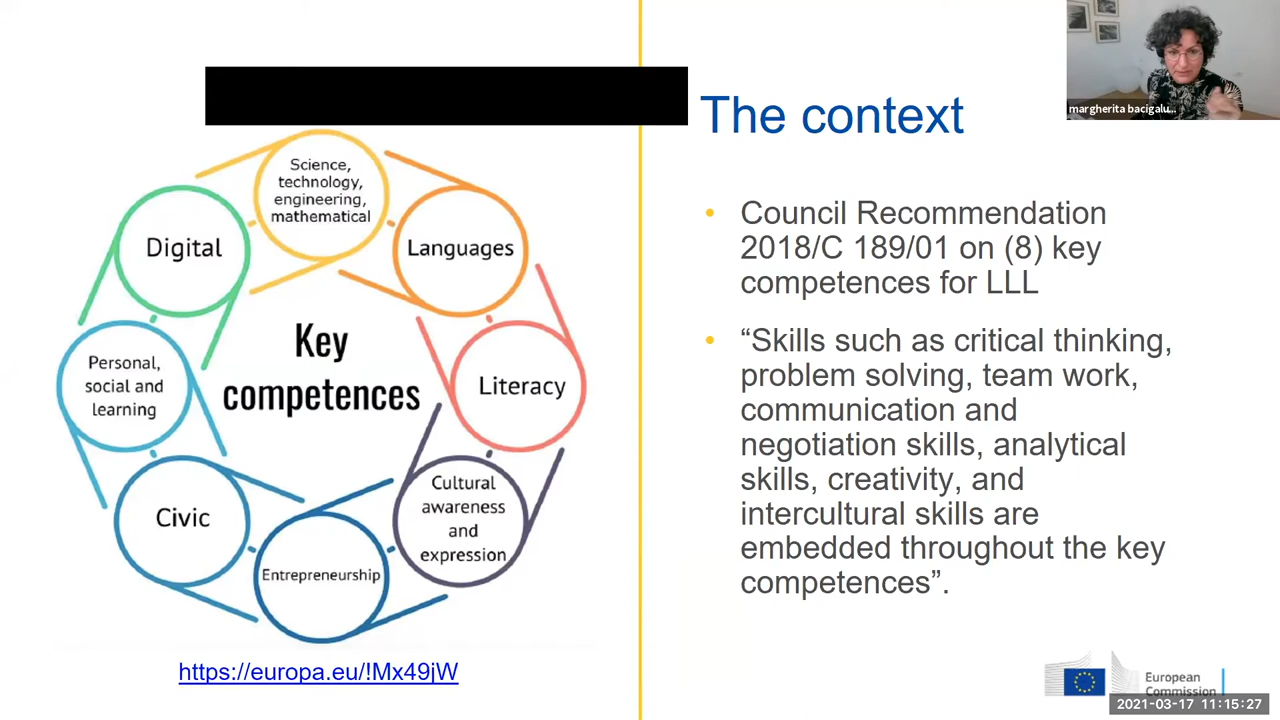 margherita bacigalu...
The context
Science,
technology,
engineering,
mathematical
Digital
Languages
Personal,
social and
learning
Key
competences
Literacy
Civic
Cultural
awareness
and
expression
Entrepreneurship
https://europa.eu/!Mx49jW
• Council Recommendation
2018/C 189/01 on (8) key
competences for LLL
• “Skills such as critical thinking,
problem solving, team work,
communication and
negotiation skills, analytical
skills, creativity, and
intercultural skills are
embedded throughout the key
competences”.
European
Commission
2021-03-17 11:15:27